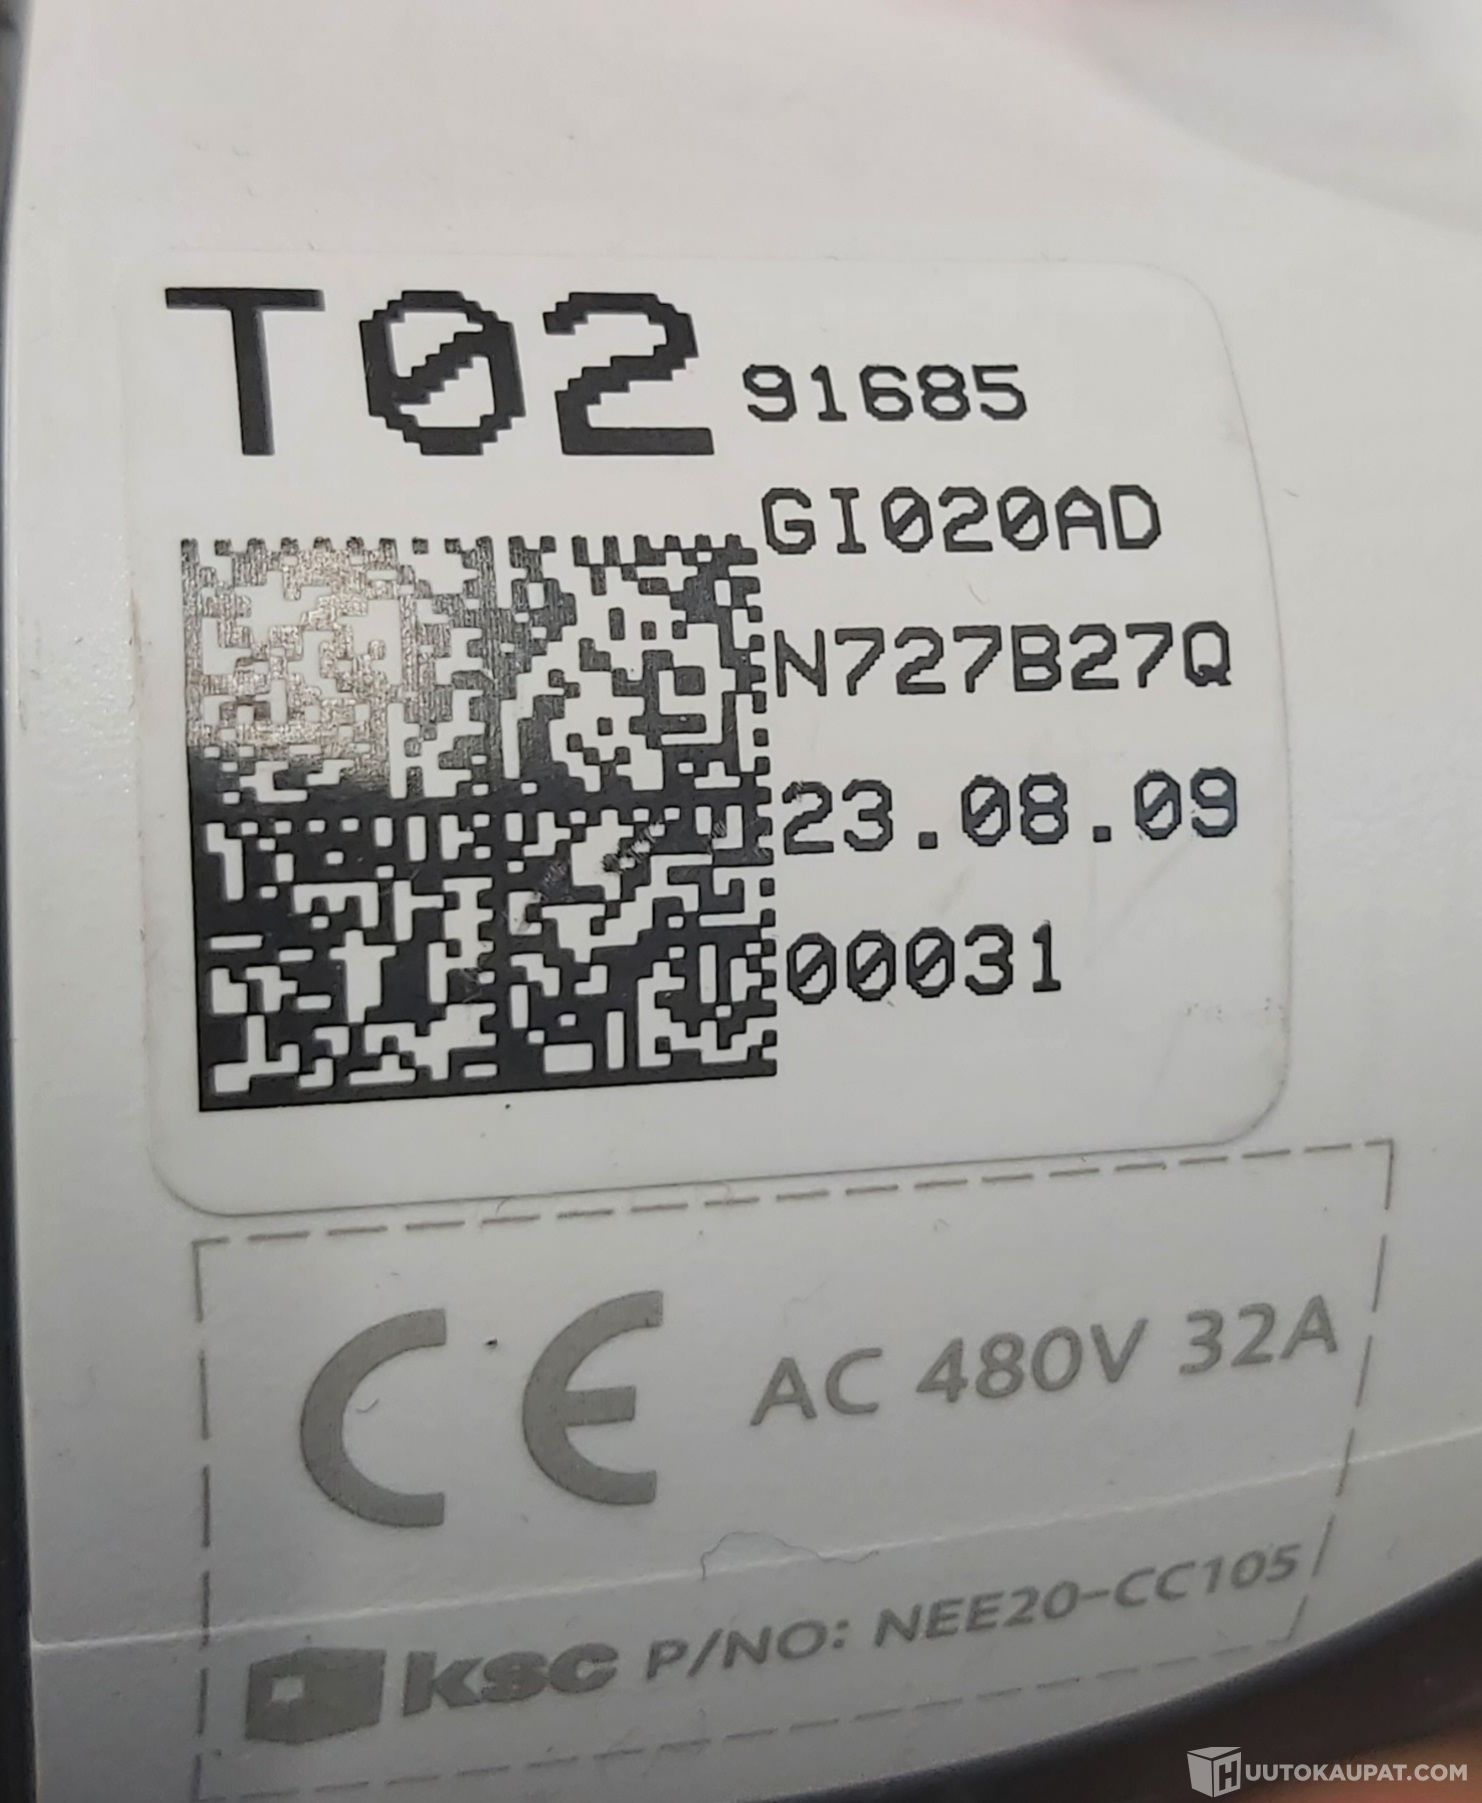 T02 91685
GI020AD
N727B27Q
23.08.09
00031
CE AC 480V 32A
KSC P/NO: NEE20-CC105
HUUTOKAUPAT.COM